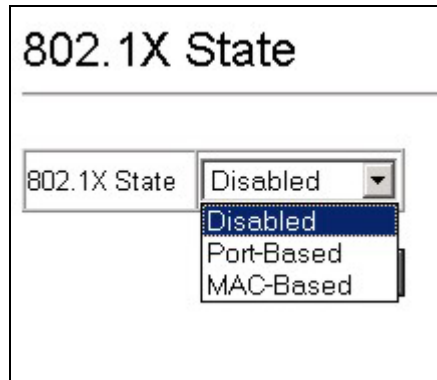 802.1X State
802.1X State Disabled
Disabled
Port-Based
MAC-Based